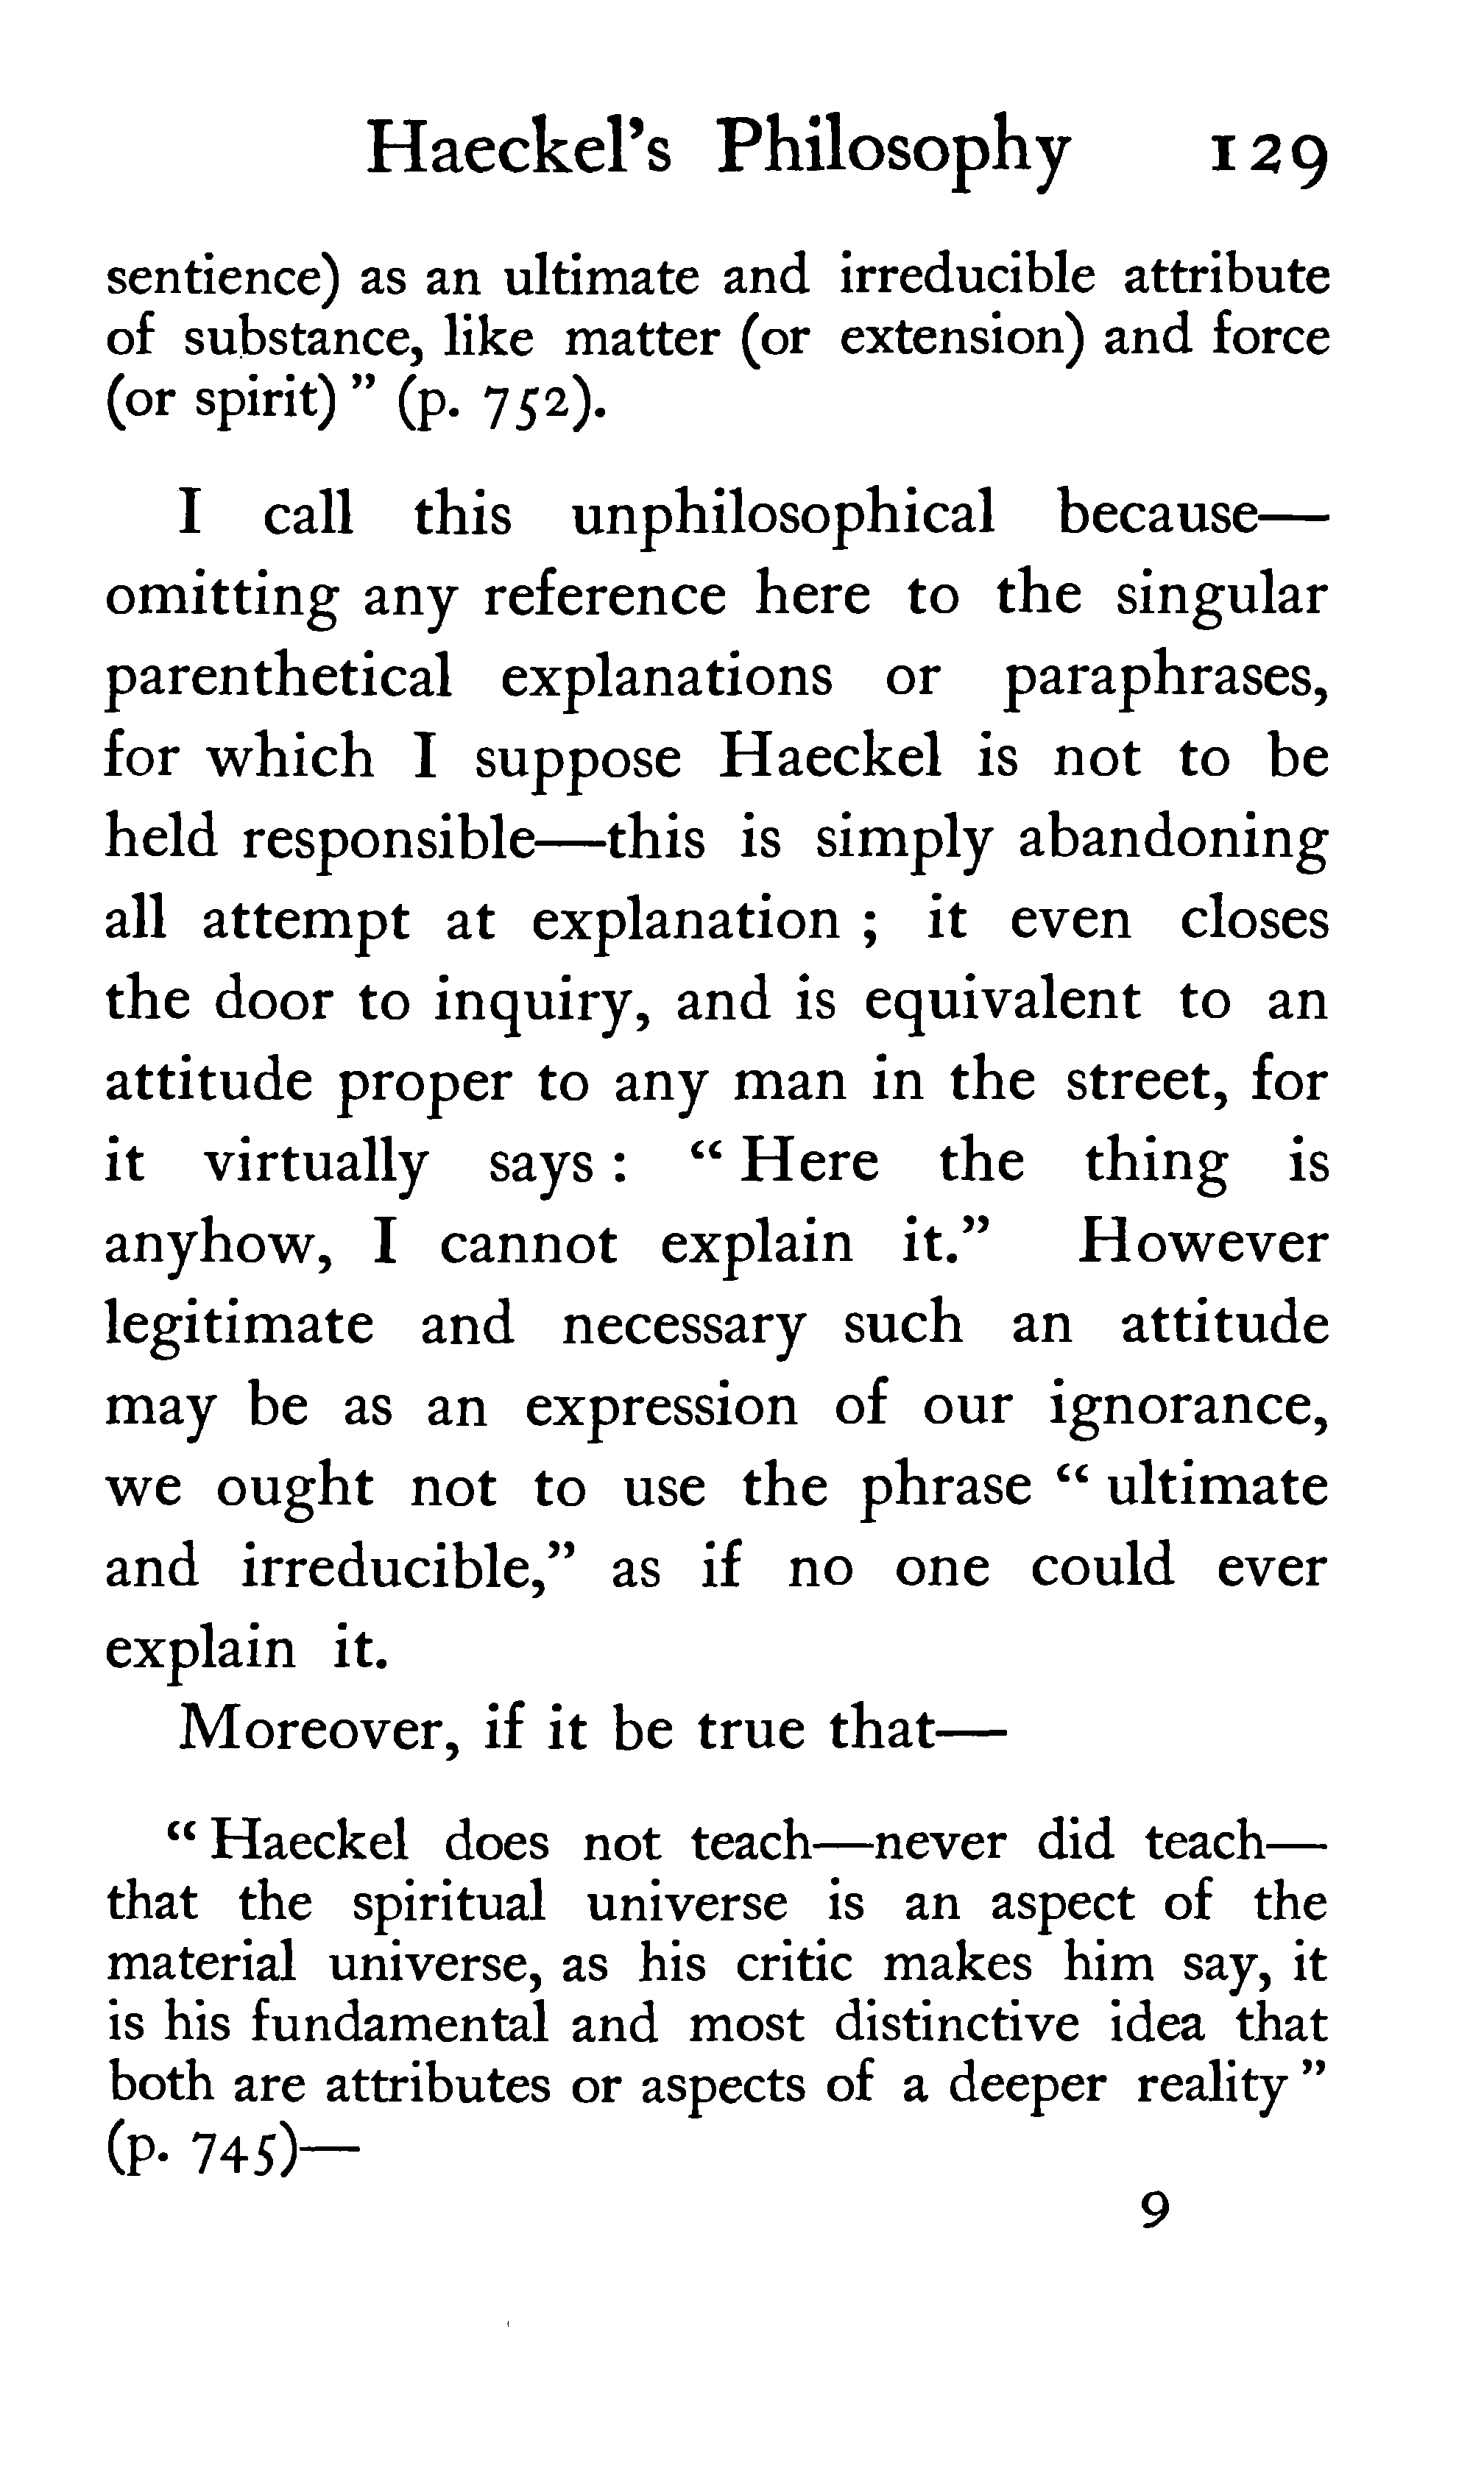 Haeckel's Philosophy 129
sentience) as an ultimate and irreducible attribute
of substance, like matter (or extension) and force
(or spirit) " (p. 752).
I call this unphilosophical because—
omitting any reference here to the singular
parenthetical explanations or paraphrases,
for which I suppose Haeckel is not to be
held responsible—this is simply abandoning
all attempt at explanation ; it even closes
the door to inquiry, and is equivalent to an
attitude proper to any man in the street, for
it virtually says : “ Here the thing is
anyhow, I cannot explain it.” However
legitimate and necessary such an attitude
may be as an expression of our ignorance,
we ought not to use the phrase “ ultimate
and irreducible,” as if no one could ever
explain it.
Moreover, if it be true that—
“ Haeckel does not teach—never did teach—
that the spiritual universe is an aspect of the
material universe, as his critic makes him say, it
is his fundamental and most distinctive idea that
both are attributes or aspects of a deeper reality ”
(p. 745)—
9